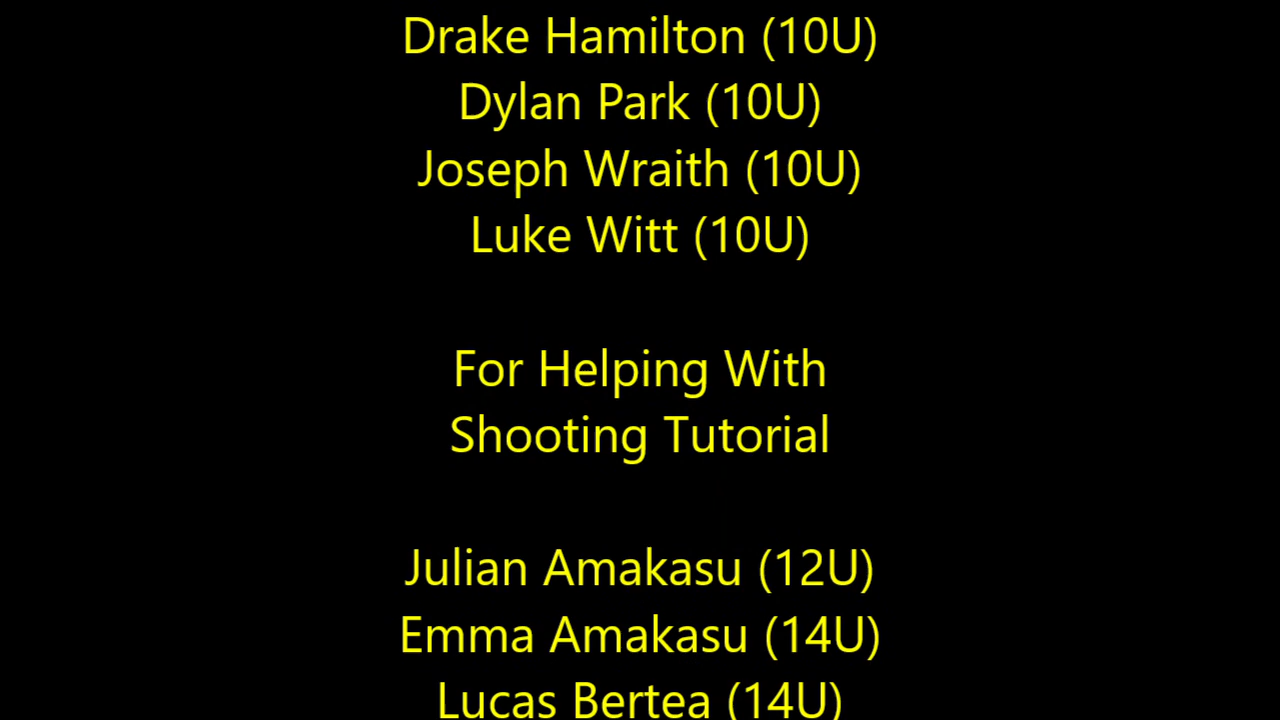 Drake Hamilton (10U)
Dylan Park (10U)
Joseph Wraith (10U)
Luke Witt (10U)
For Helping With
Shooting Tutorial
Julian Amakasu (12U)
Emma Amakasu (14U)
Lucas Bertea (14U)